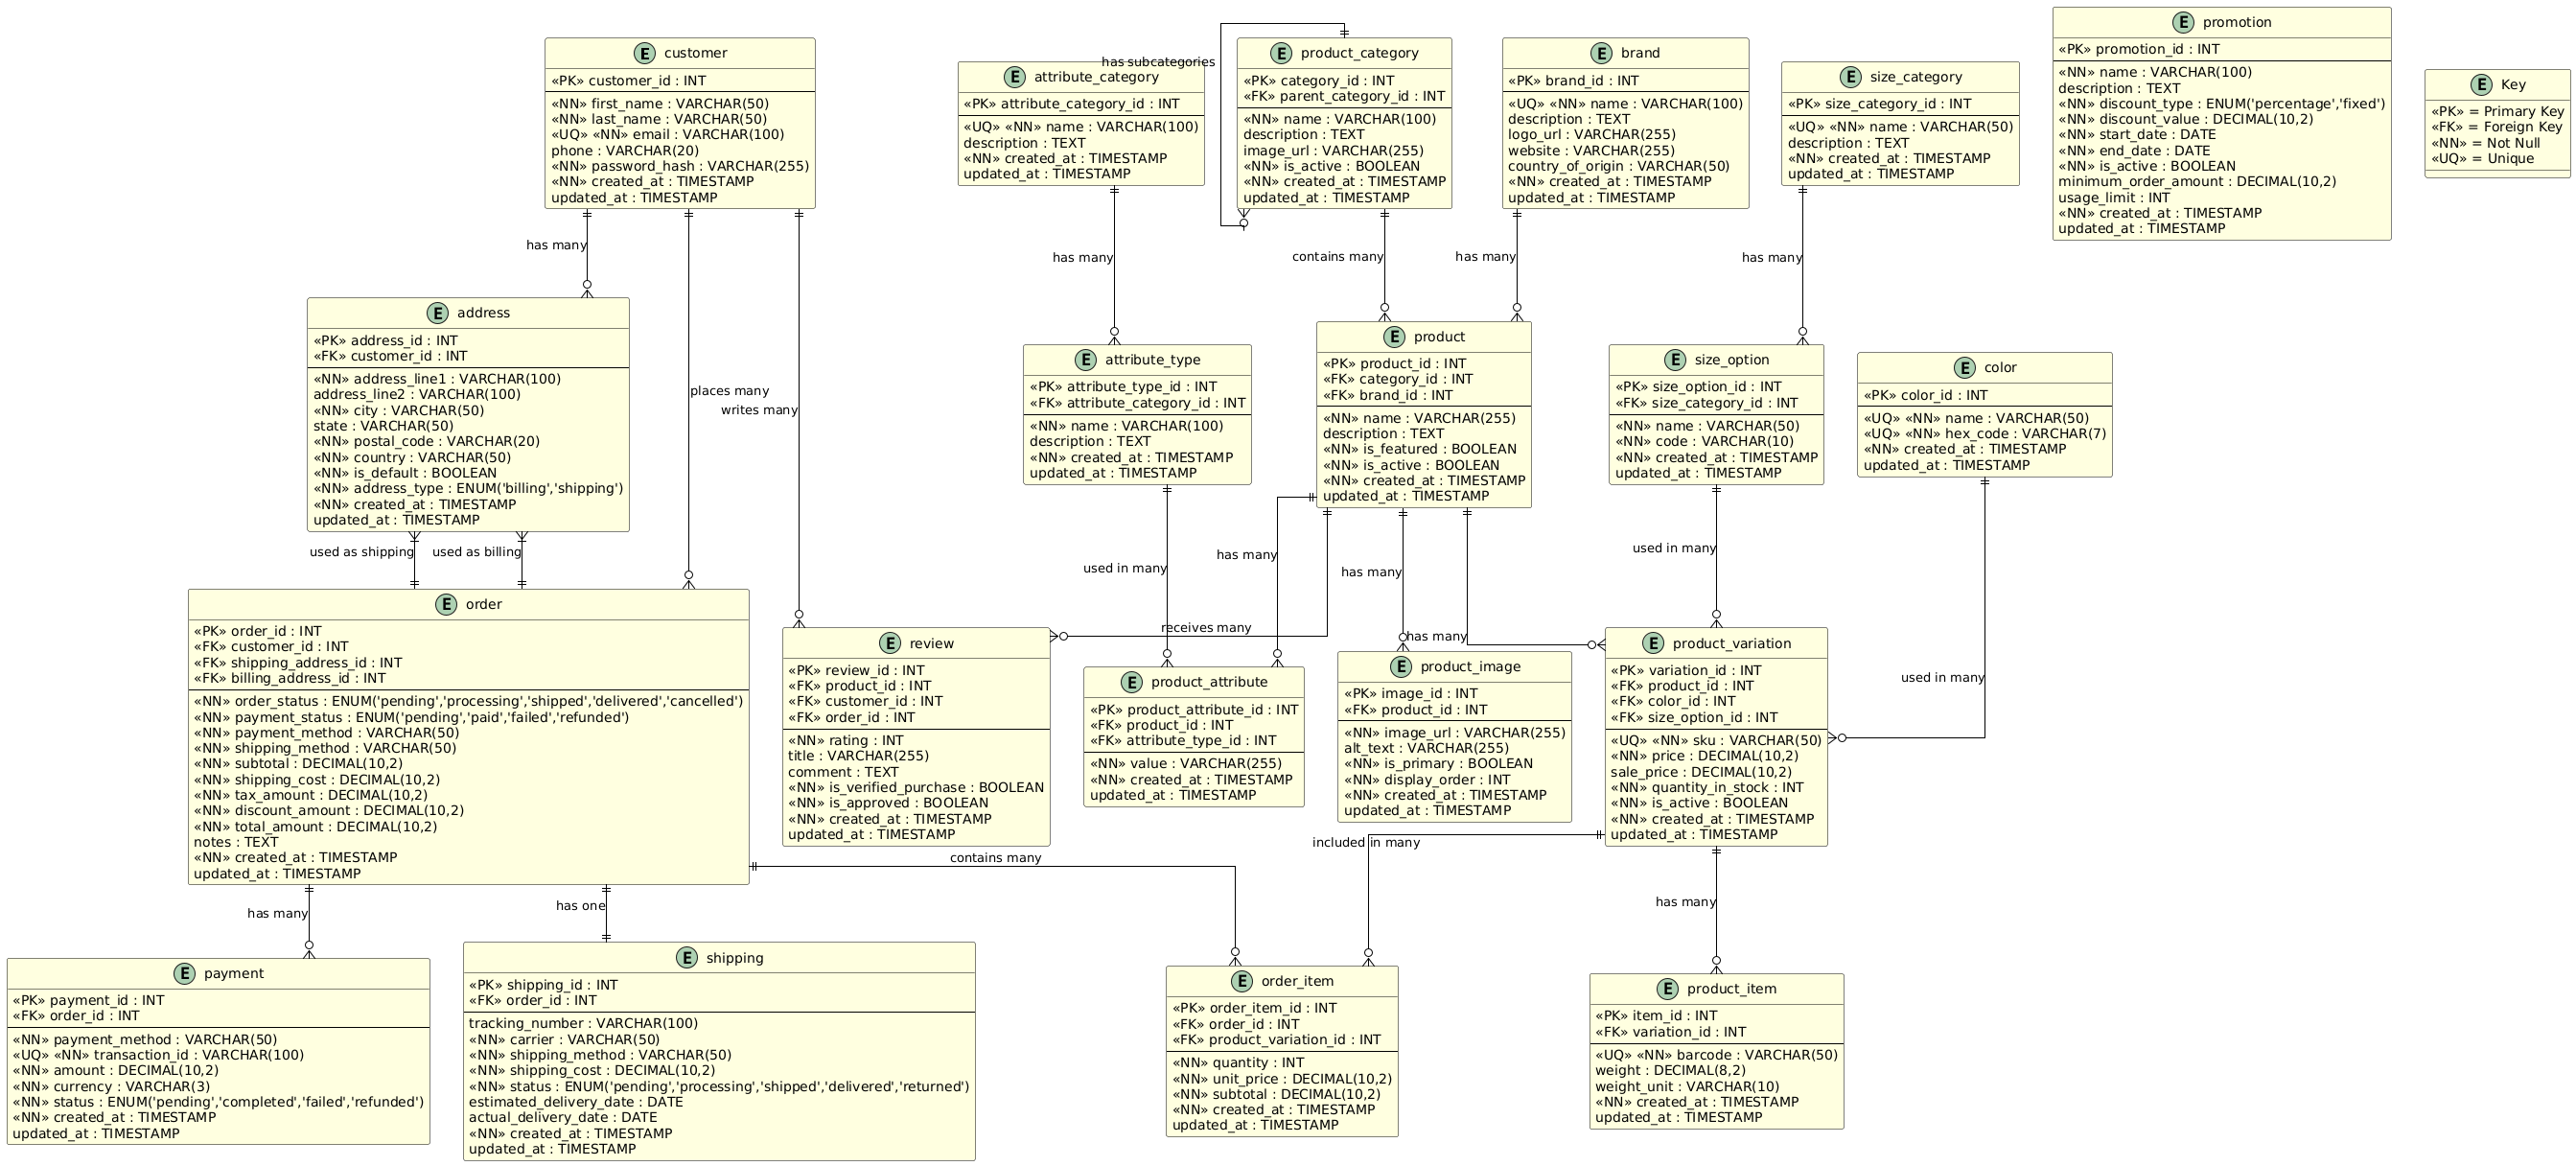 E customer
«PK» customer_id : INT
«NN» first_name : VARCHAR(50)
«NN» last_name : VARCHAR(50)
«UQ» «NN» email : VARCHAR(100)
phone : VARCHAR(20)
«NN» password_hash : VARCHAR(255)
«NN» created_at : TIMESTAMP
updated_at : TIMESTAMP
E attribute_category
«PK» attribute_category_id : INT
«UQ» «NN» name : VARCHAR(100)
description : TEXT
«NN» created_at : TIMESTAMP
updated_at : TIMESTAMP
has subcategories
E product_category
«PK» category_id : INT
«FK» parent_category_id : INT
«NN» name : VARCHAR(100)
description : TEXT
image_url : VARCHAR(255)
«NN» is_active : BOOLEAN
«NN» created_at : TIMESTAMP
updated_at : TIMESTAMP
E brand
«PK» brand_id : INT
«UQ» «NN» name : VARCHAR(100)
description : TEXT
logo_url : VARCHAR(255)
website : VARCHAR(255)
country_of_origin : VARCHAR(50)
«NN» created_at : TIMESTAMP
updated_at : TIMESTAMP
E size_category
«PK» size_category_id : INT
«UQ» «NN» name : VARCHAR(50)
description : TEXT
«NN» created_at : TIMESTAMP
updated_at : TIMESTAMP
E promotion
«PK» promotion_id : INT
«NN» name : VARCHAR(100)
description : TEXT
«NN» discount_type : ENUM('percentage','fixed')
«NN» discount_value : DECIMAL(10,2)
«NN» start_date : DATE
«NN» end_date : DATE
«NN» is_active : BOOLEAN
minimum_order_amount : DECIMAL(10,2)
usage_limit : INT
«NN» created_at : TIMESTAMP
updated_at : TIMESTAMP
E Key
«PK» = Primary Key
«FK» = Foreign Key
«NN» = Not Null
«UQ» = Unique
has many
has many
contains many
has many
has many
E address
«PK» address_id : INT
«FK» customer_id : INT
«NN» address_line1 : VARCHAR(100)
address_line2 : VARCHAR(100)
«NN» city : VARCHAR(50)
state : VARCHAR(50)
«NN» postal_code : VARCHAR(20)
«NN» country : VARCHAR(50)
«NN» is_default : BOOLEAN
«NN» address_type : ENUM('billing','shipping')
«NN» created_at : TIMESTAMP
updated_at : TIMESTAMP
places many
writes many
E attribute_type
«PK» attribute_type_id : INT
«FK» attribute_category_id : INT
«NN» name : VARCHAR(100)
description : TEXT
«NN» created_at : TIMESTAMP
updated_at : TIMESTAMP
E product
«PK» product_id : INT
«FK» category_id : INT
«FK» brand_id : INT
«NN» name : VARCHAR(255)
description : TEXT
«NN» is_featured : BOOLEAN
«NN» is_active : BOOLEAN
«NN» created_at : TIMESTAMP
updated_at : TIMESTAMP
E size_option
«PK» size_option_id : INT
«FK» size_category_id : INT
«NN» name : VARCHAR(50)
«NN» code : VARCHAR(10)
«NN» created_at : TIMESTAMP
updated_at : TIMESTAMP
E color
«PK» color_id : INT
«UQ» «NN» name : VARCHAR(50)
«UQ» «NN» hex_code : VARCHAR(7)
«NN» created_at : TIMESTAMP
updated_at : TIMESTAMP
used as shipping
used as billing
used in many
has many
has many
used in many
receives many
has many
used in many
E order
«PK» order_id : INT
«FK» customer_id : INT
«FK» shipping_address_id : INT
«FK» billing_address_id : INT
«NN» order_status : ENUM('pending','processing','shipped','delivered','cancelled')
«NN» payment_status : ENUM('pending','paid','failed','refunded')
«NN» payment_method : VARCHAR(50)
«NN» shipping_method : VARCHAR(50)
«NN» subtotal : DECIMAL(10,2)
«NN» shipping_cost : DECIMAL(10,2)
«NN» tax_amount : DECIMAL(10,2)
«NN» discount_amount : DECIMAL(10,2)
«NN» total_amount : DECIMAL(10,2)
notes : TEXT
«NN» created_at : TIMESTAMP
updated_at : TIMESTAMP
E review
«PK» review_id : INT
«FK» product_id : INT
«FK» customer_id : INT
«FK» order_id : INT
«NN» rating : INT
title : VARCHAR(255)
comment : TEXT
«NN» is_verified_purchase : BOOLEAN
«NN» is_approved : BOOLEAN
«NN» created_at : TIMESTAMP
updated_at : TIMESTAMP
E product_attribute
«PK» product_attribute_id : INT
«FK» product_id : INT
«FK» attribute_type_id : INT
«NN» value : VARCHAR(255)
«NN» created_at : TIMESTAMP
updated_at : TIMESTAMP
E product_image
«PK» image_id : INT
«FK» product_id : INT
«NN» image_url : VARCHAR(255)
alt_text : VARCHAR(255)
«NN» is_primary : BOOLEAN
«NN» display_order : INT
«NN» created_at : TIMESTAMP
updated_at : TIMESTAMP
E product_variation
«PK» variation_id : INT
«FK» product_id : INT
«FK» color_id : INT
«FK» size_option_id : INT
«UQ» «NN» sku : VARCHAR(50)
«NN» price : DECIMAL(10,2)
sale_price : DECIMAL(10,2)
«NN» quantity_in_stock : INT
«NN» is_active : BOOLEAN
«NN» created_at : TIMESTAMP
updated_at : TIMESTAMP
contains many
included in many
has many
has one
has many
E payment
«PK» payment_id : INT
«FK» order_id : INT
«NN» payment_method : VARCHAR(50)
«UQ» «NN» transaction_id : VARCHAR(100)
«NN» amount : DECIMAL(10,2)
«NN» currency : VARCHAR(3)
«NN» status : ENUM('pending','completed','failed','refunded')
«NN» created_at : TIMESTAMP
updated_at : TIMESTAMP
E shipping
«PK» shipping_id : INT
«FK» order_id : INT
tracking_number : VARCHAR(100)
«NN» carrier : VARCHAR(50)
«NN» shipping_method : VARCHAR(50)
«NN» shipping_cost : DECIMAL(10,2)
«NN» status : ENUM('pending','processing','shipped','delivered','returned')
estimated_delivery_date : DATE
actual_delivery_date : DATE
«NN» created_at : TIMESTAMP
updated_at : TIMESTAMP
E order_item
«PK» order_item_id : INT
«FK» order_id : INT
«FK» product_variation_id : INT
«NN» quantity : INT
«NN» unit_price : DECIMAL(10,2)
«NN» subtotal : DECIMAL(10,2)
«NN» created_at : TIMESTAMP
updated_at : TIMESTAMP
E product_item
«PK» item_id : INT
«FK» variation_id : INT
«UQ» «NN» barcode : VARCHAR(50)
weight : DECIMAL(8,2)
weight_unit : VARCHAR(10)
«NN» created_at : TIMESTAMP
updated_at : TIMESTAMP